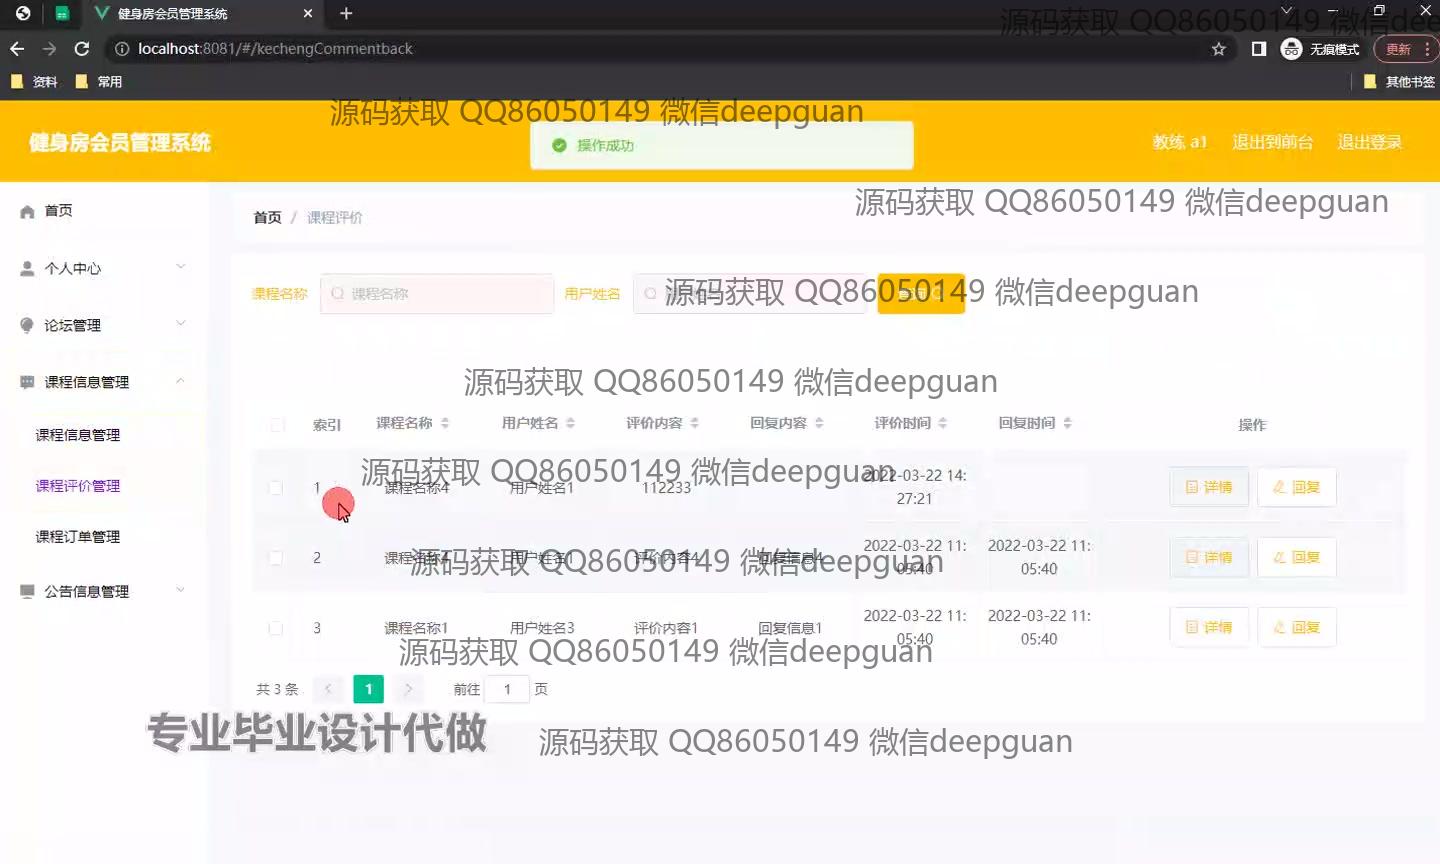 健身房会员管理系统
源码获取 QQ86050149 微信deepguan
localhost:8081/#/kechengCommentback
无痕模式
更新
资料
常用
其他书签
源码获取 QQ86050149 微信deepguan
健身房会员管理系统
操作成功
教练 a1
退出到前台
退出登录
源码获取 QQ86050149 微信deepguan
首页
个人中心
论坛管理
课程信息管理
课程信息管理
课程评价管理
课程订单管理
公告信息管理
首页 / 课程评价
课程名称
课程名称
用户姓名
源码获取 QQ86050149 微信deepguan
源码获取 QQ86050149 微信deepguan
索引 课程名称 用户姓名 评价内容 回复内容 评价时间 回复时间 操作
源码获取 QQ86050149 微信deepguan
1 课程名称4 用户姓名1 112233 2022-03-22 14:27:21 详情 回复
源码获取 QQ86050149 微信deepguan
2 课程名称4 用户姓名1 评价内容4 回复信息4 2022-03-22 11:05:40 2022-03-22 11:05:40 详情 回复
3 课程名称1 用户姓名3 评价内容1 回复信息1 2022-03-22 11:05:40 2022-03-22 11:05:40 详情 回复
源码获取 QQ86050149 微信deepguan
共 3 条 1 前往 1 页
专业毕业设计代做
源码获取 QQ86050149 微信deepguan